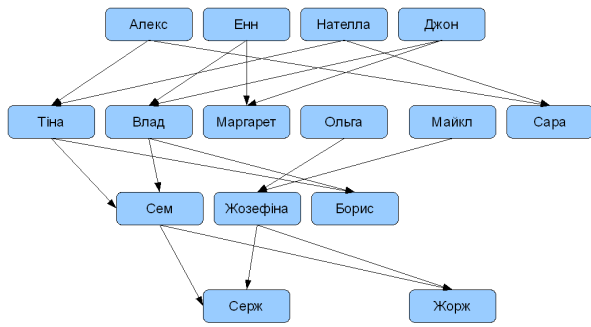 Алекс
Енн
Нателла
Джон
Тіна
Влад
Маргарет
Ольга
Майкл
Сара
Сем
Жозефіна
Борис
Серж
Жорж